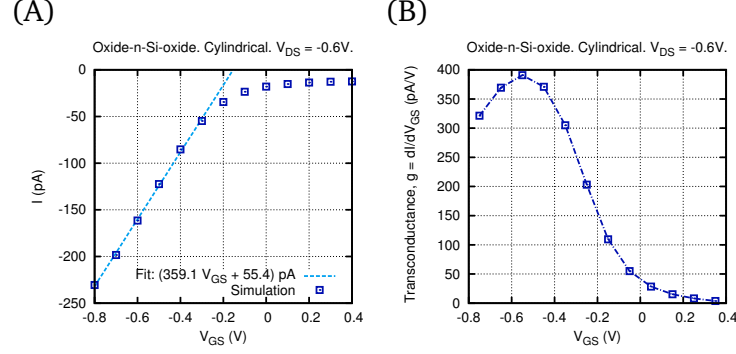 (A)
Oxide-n-Si-oxide. Cylindrical. V_DS = -0.6V.
0
-50
-100
-150
-200
-250
I (pA)
Fit: (359.1 V_GS + 55.4) pA
Simulation
-0.8 -0.6 -0.4 -0.2 0 0.2 0.4
V_GS (V)
(B)
Oxide-n-Si-oxide. Cylindrical. V_DS = -0.6V.
400
350
300
250
200
150
100
50
0
Transconductance, g = dI/dV_GS (pA/V)
-0.8 -0.6 -0.4 -0.2 0.0 0.2 0.4
V_GS (V)